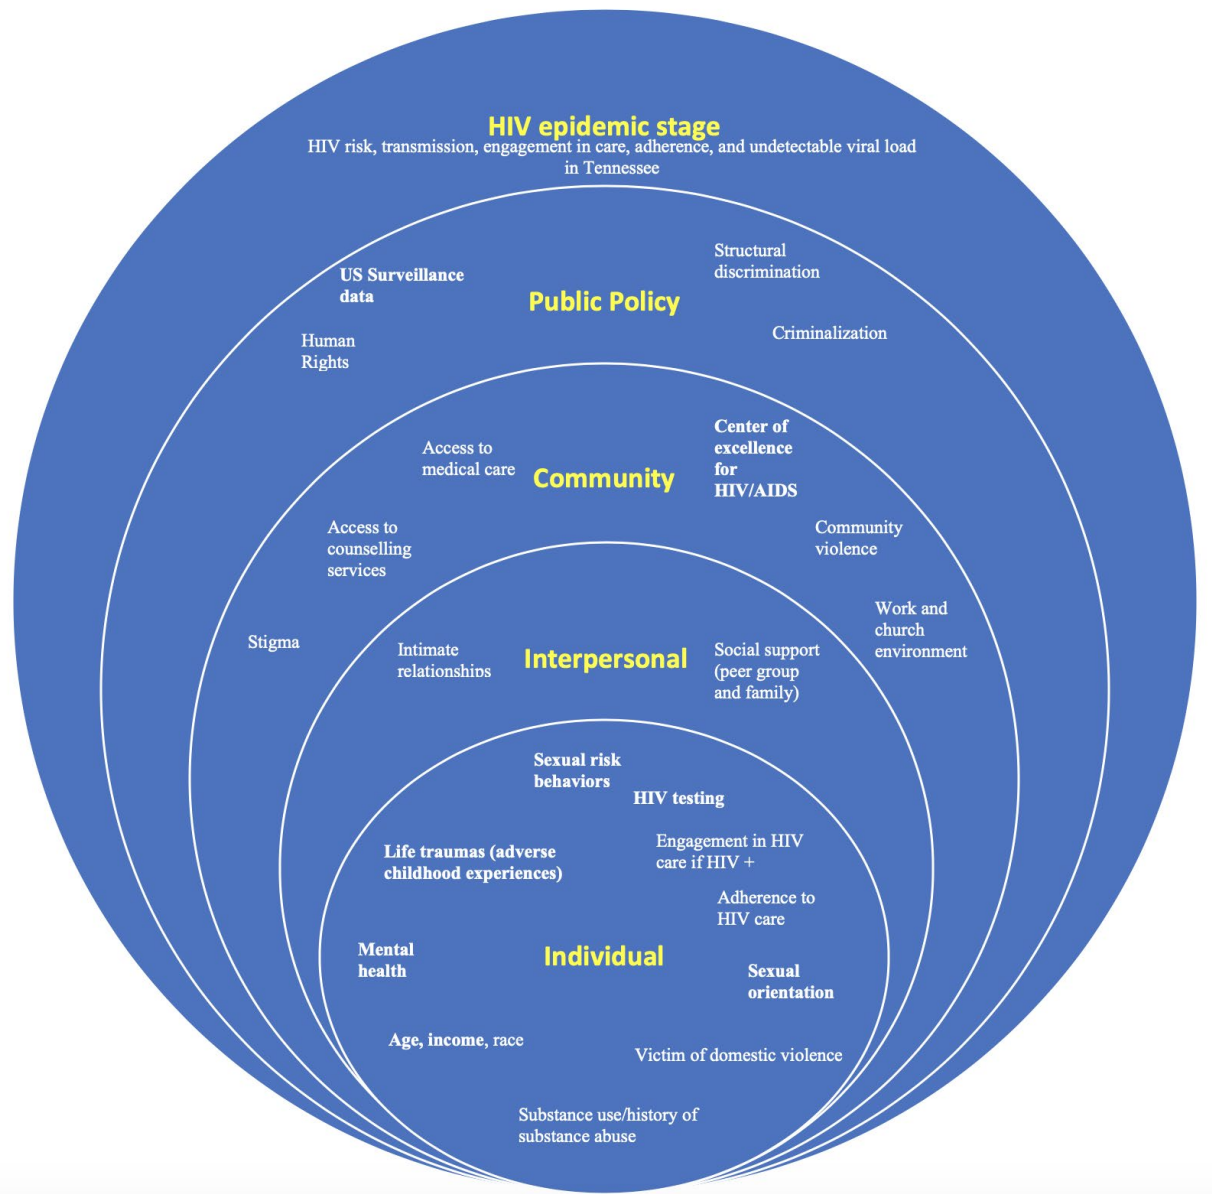 HIV epidemic stage
HIV risk, transmission, engagement in care, adherence, and undetectable viral load
in Tennessee
Structural
discrimination
US Surveillance
data
Public Policy
Criminalization
Human
Rights
Center of
excellence
for
HIV/AIDS
Access to
medical care
Community
Access to
counselling
services
Community
violence
Work and
church
environment
Stigma
Intimate
relationships
Interpersonal
Social support
(peer group
and family)
Sexual risk
behaviors
HIV testing
Engagement in HIV
care if HIV +
Life traumas (adverse
childhood experiences)
Adherence to
HIV care
Mental
health
Individual
Sexual
orientation
Age, income, race
Victim of domestic violence
Substance use/history of
substance abuse